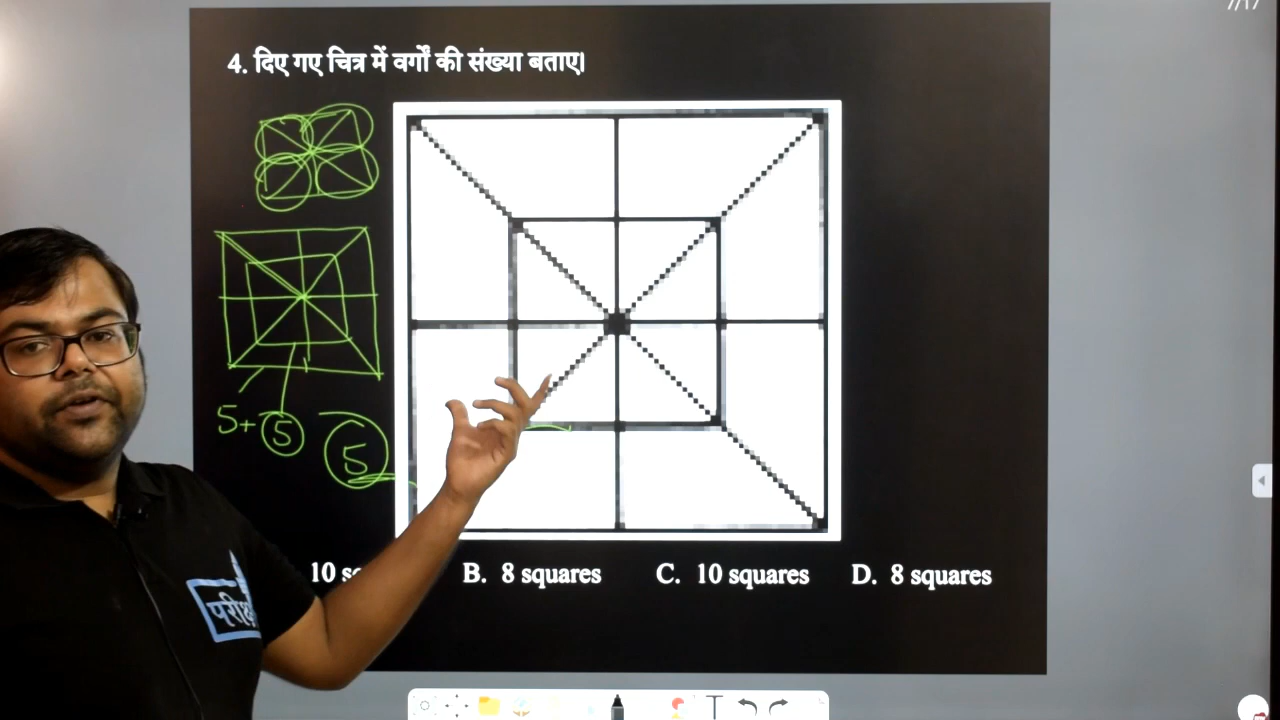 4. दिए गए चित्र में वर्गों की संख्या बताए।
5+5
5
10
B. 8 squares
C. 10 squares
D. 8 squares
T